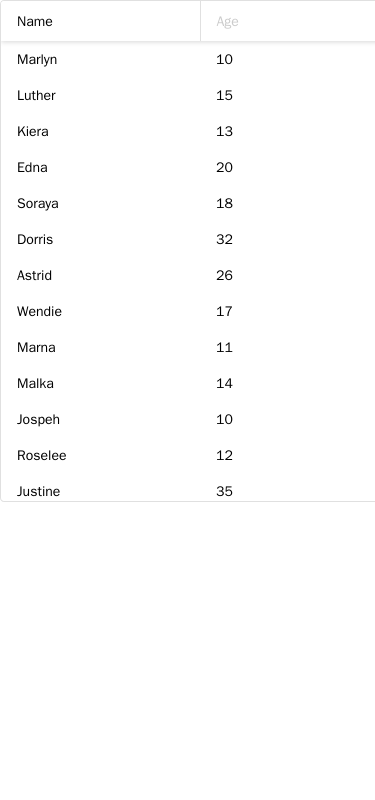 Name Age
Marlyn 10
Luther 15
Kiera 13
Edna 20
Soraya 18
Dorris 32
Astrid 26
Wendie 17
Marna 11
Malka 14
Jospeh 10
Roselee 12
Justine 35